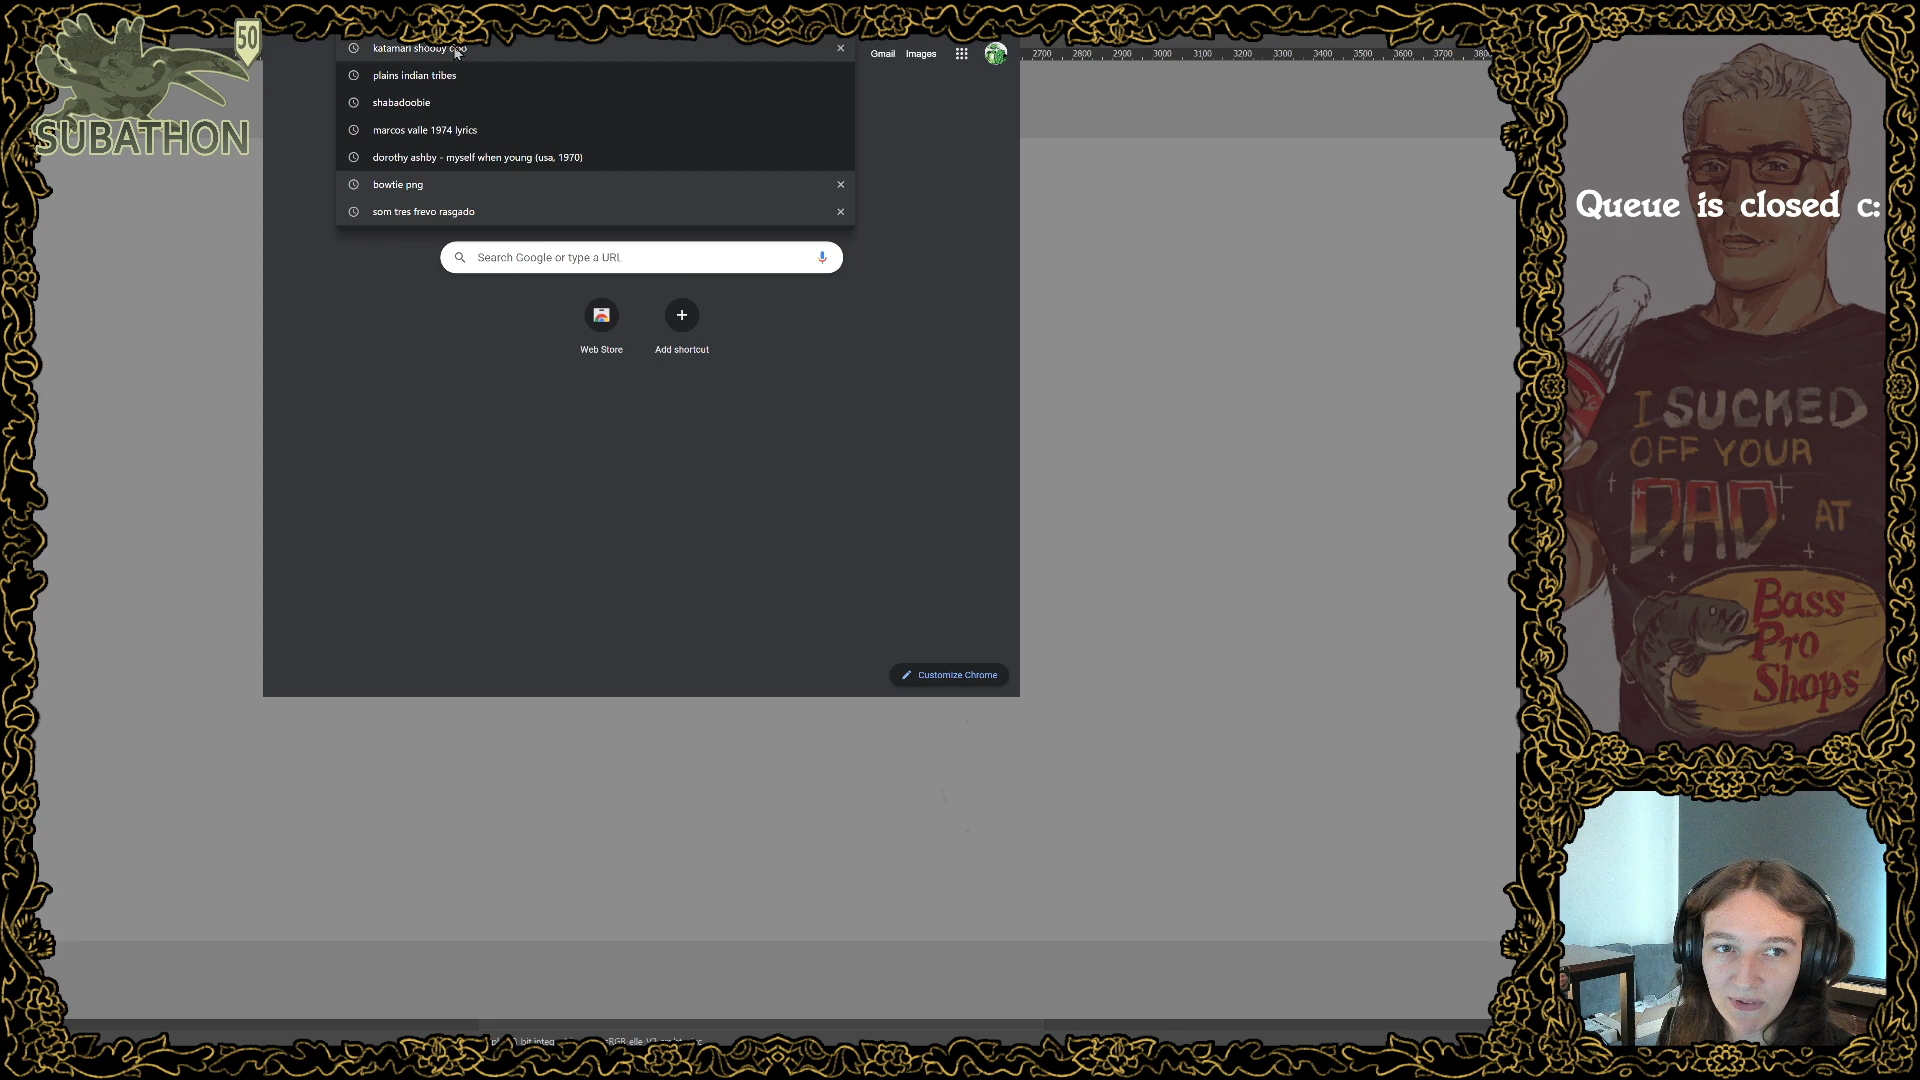 50
SUBATHON
katamari shooby doo
plains indian tribes
shabadoobie
marcos valle 1974 lyrics
dorothy ashby - myself when young (usa, 1970)
bowtie png
som tres frevo rasgado
Gmail Images
2700 2800 2900 3000 3100 3200 3300 3400 3500 3600 3700
Search Google or type a URL
Web Store
Add shortcut
Customize Chrome
Queue is closed c:
I SUCKED
OFF YOUR
DAD AT
Bass
Pro
Shops